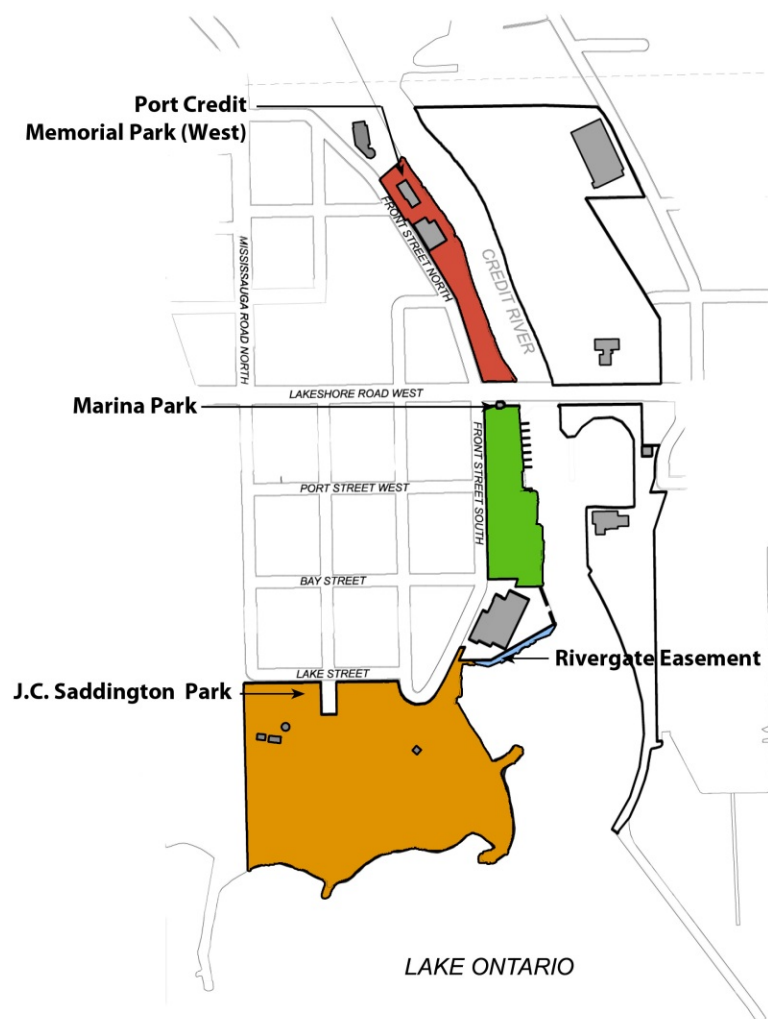 Port Credit
Memorial Park (West)
FRONT STREET NORTH
MISSISSAUGA ROAD NORTH
CREDIT RIVER
LAKESHORE ROAD WEST
Marina Park
FRONT STREET SOUTH
PORT STREET WEST
BAY STREET
Rivergate Easement
LAKE STREET
J.C. Saddington Park
LAKE ONTARIO